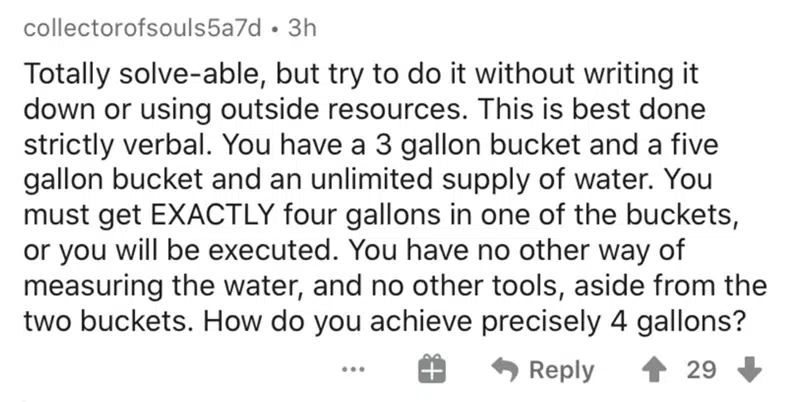 collectorofsouls5a7d • 3h
Totally solve-able, but try to do it without writing it
down or using outside resources. This is best done
strictly verbal. You have a 3 gallon bucket and a five
gallon bucket and an unlimited supply of water. You
must get EXACTLY four gallons in one of the buckets,
or you will be executed. You have no other way of
measuring the water, and no other tools, aside from the
two buckets. How do you achieve precisely 4 gallons?
... Reply 29